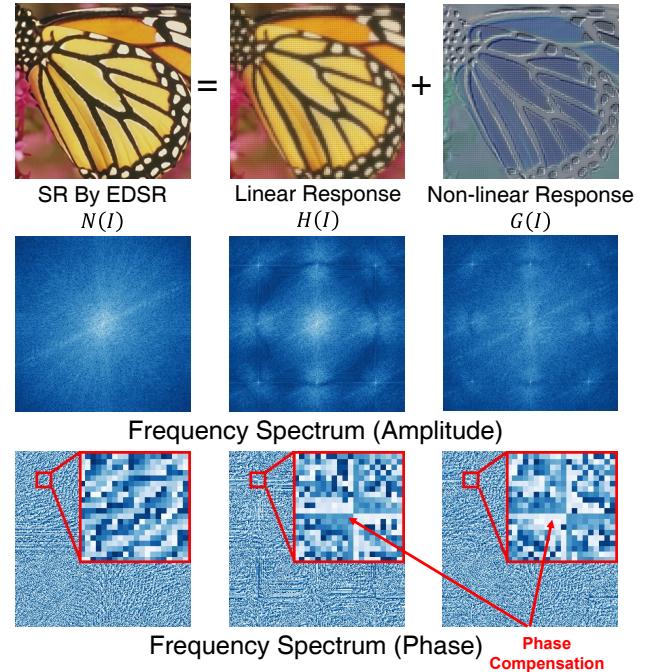 = +
SR By EDSR Linear Response Non-linear Response
N(I) H(I) G(I)
Frequency Spectrum (Amplitude)
Frequency Spectrum (Phase)
Phase
Compensation